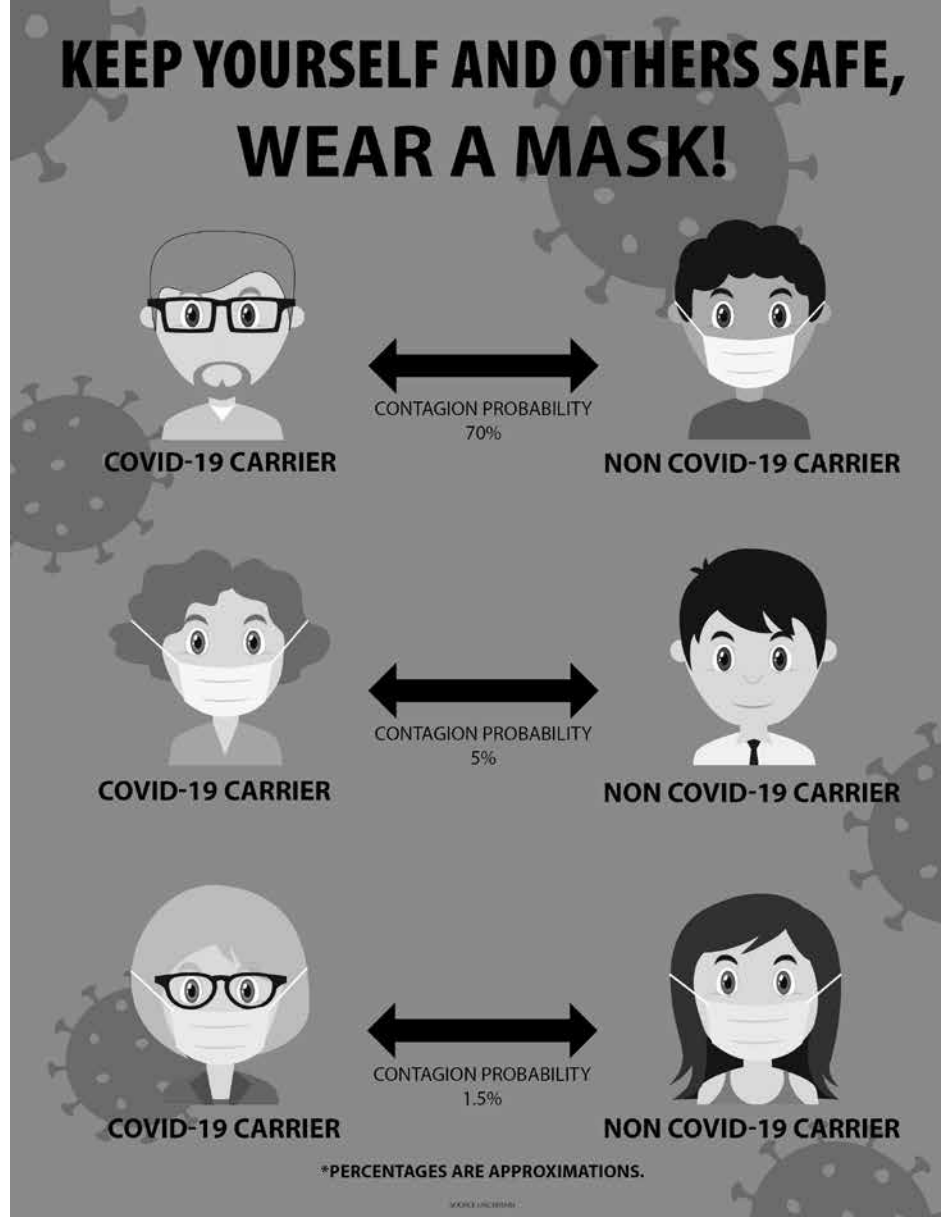 KEEP YOURSELF AND OTHERS SAFE,
WEAR A MASK!
CONTAGION PROBABILITY
70%
COVID-19 CARRIER
NON COVID-19 CARRIER
CONTAGION PROBABILITY
5%
COVID-19 CARRIER
NON COVID-19 CARRIER
CONTAGION PROBABILITY
1.5%
COVID-19 CARRIER
NON COVID-19 CARRIER
*PERCENTAGES ARE APPROXIMATIONS.